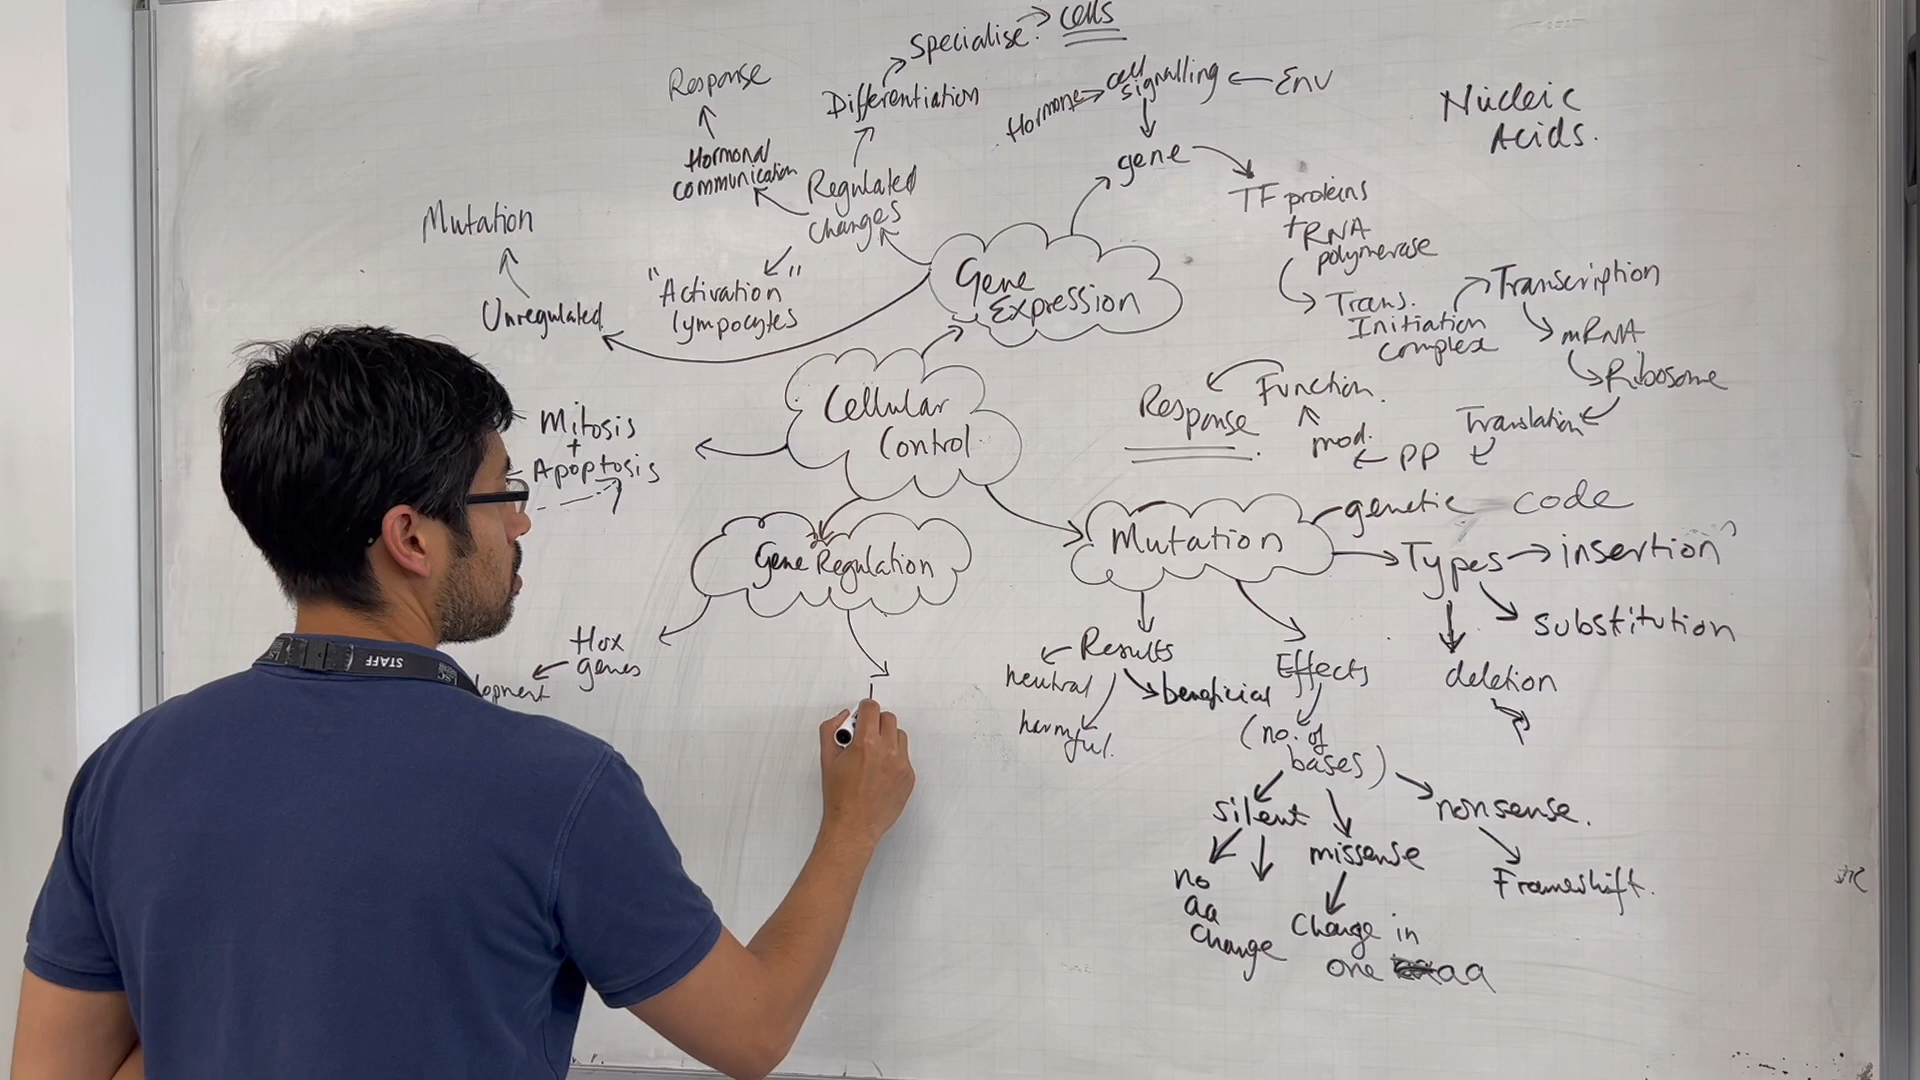 Specialise. → cells
Response
Differentiation
Hormone → cell
signalling ← Env
Nucleic
Acids.
Hormonal
communication
Regulated
changes
gene
TF proteins
+ RNA
polymerase
Mutation
Unregulated
"Activation"
lymphocytes
Gene
Expression
Trans.
Initiation
complex
Transcription
mRNA
Ribosome
Translation
PP
mod.
Function.
Response.
Mitosis
+
Apoptosis
Cellular
Control
Gene Regulation
Mutation
genetic code
Types → insertion
substitution
deletion
Hox
genes
lopment
STAFF
Results
neutral
beneficial
harmful.
Effects
(no. of
bases)
silent
no
aa
change
missense
Change in
one aa
nonsense.
Frameshift.